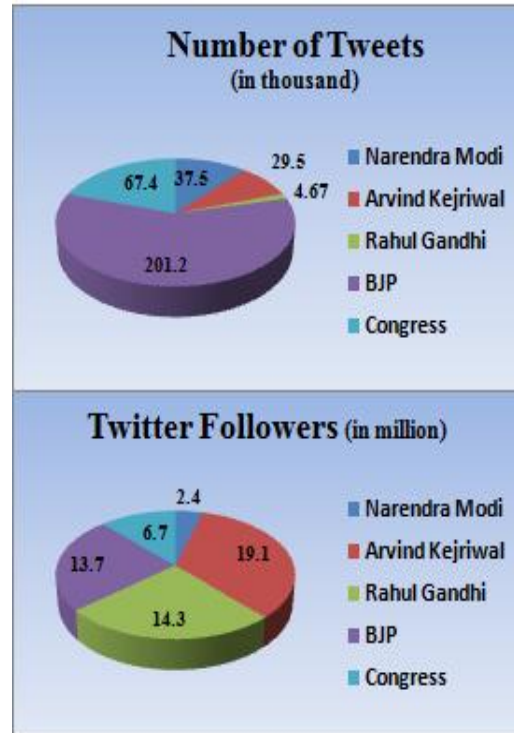 Number of Tweets
(in thousand)
67.4
37.5
29.5
4.67
201.2
Narendra Modi
Arvind Kejriwal
Rahul Gandhi
BJP
Congress
Twitter Followers (in million)
2.4
6.7
19.1
13.7
14.3
Narendra Modi
Arvind Kejriwal
Rahul Gandhi
BJP
Congress